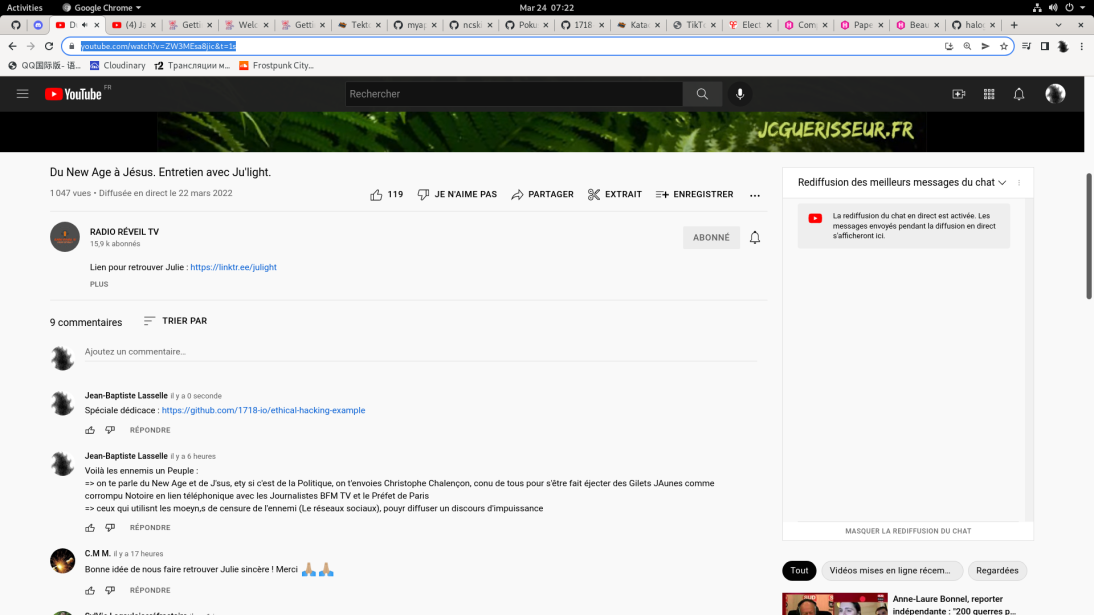 Activities
Google Chrome
Mar 24 07:22
(4) Ja
Getti
Welc
Getti
Tekt
mya
ncsk
Poku
1718
Kata
TikT
Elect
Com
Pape
Beau
halo
youtube.com/watch?v=ZW3MEsa8jic&t=1s
QQ国际版- 语...
Cloudinary
Трансляции м...
Frostpunk City...
YouTube FR
Rechercher
JCGUERISSEUR.FR
Du New Age à Jésus. Entretien avec Ju'light.
1 047 vues • Diffusée en direct le 22 mars 2022
119
JE N'AIME PAS
PARTAGER
EXTRAIT
ENREGISTRER
RADIO RÉVEIL TV
15,9 k abonnés
ABONNÉ
Lien pour retrouver Julie : https://linktr.ee/julight
PLUS
9 commentaires
TRIER PAR
Ajoutez un commentaire…
Jean-Baptiste Lasselle il y a 0 seconde
Spéciale dédicace : https://github.com/1718-io/ethical-hacking-example
RÉPONDRE
Jean-Baptiste Lasselle il y a 6 heures
Voilà les ennemis un Peuple :
=> on te parle du New Age et de J'sus, ety si c'est de la Politique, on t'envoies Christophe Chalençon, conu de tous pour s'être fait éjecter des Gilets JAunes comme
corrompu Notoire en lien téléphonique avec les Journalistes BFM TV et le Préfet de Paris
=> ceux qui utilisnt les moeyn,s de censure de l'ennemi (Le réseaux sociaux), pouyr diffuser un discours d'impuissance
RÉPONDRE
C.M M. il y a 17 heures
Bonne idée de nous faire retrouver Julie sincère ! Merci 🙏🏼 🙏🏼
RÉPONDRE
Rediffusion des meilleurs messages du chat
La rediffusion du chat en direct est activée. Les
messages envoyés pendant la diffusion en direct
s'afficheront ici.
MASQUER LA REDIFFUSION DU CHAT
Tout
Vidéos mises en ligne récem…
Regardées
Anne-Laure Bonnel, reporter
indépendante : "200 guerres p…